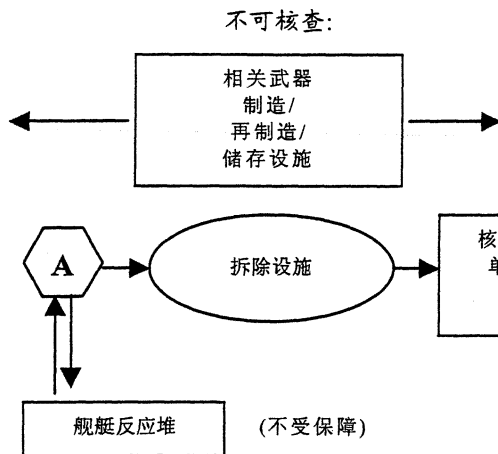 不可核查:
相关武器
制造/
再制造/
储存设施
A
拆除设施
核
单
舰艇反应堆
(不受保障)